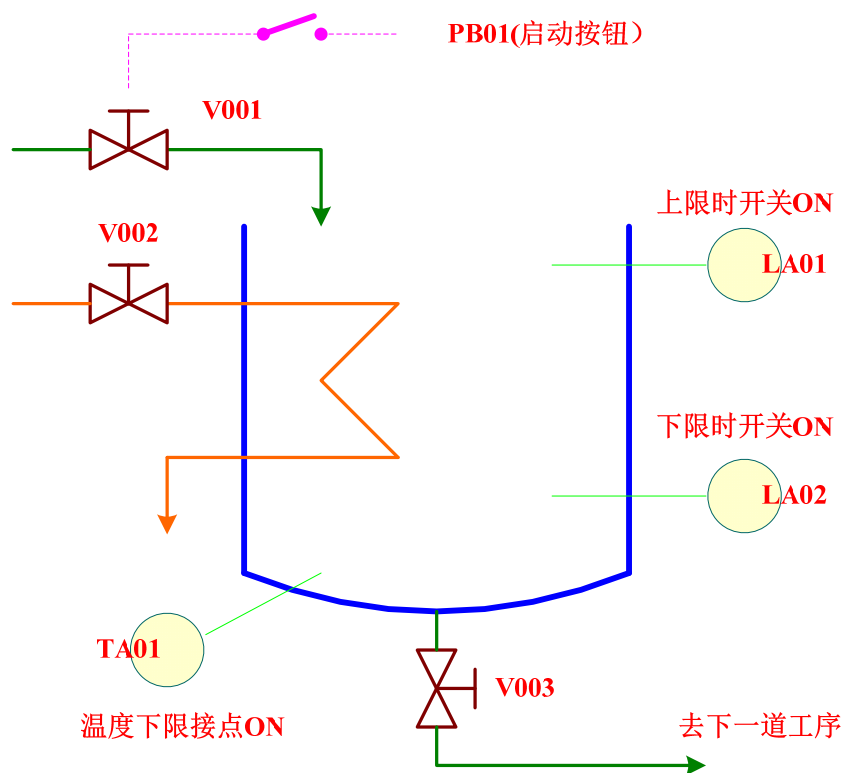 PB01(启动按钮）
V001
上限时开关ON
V002
LA01
下限时开关ON
LA02
TA01
V003
温度下限接点ON
去下一道工序